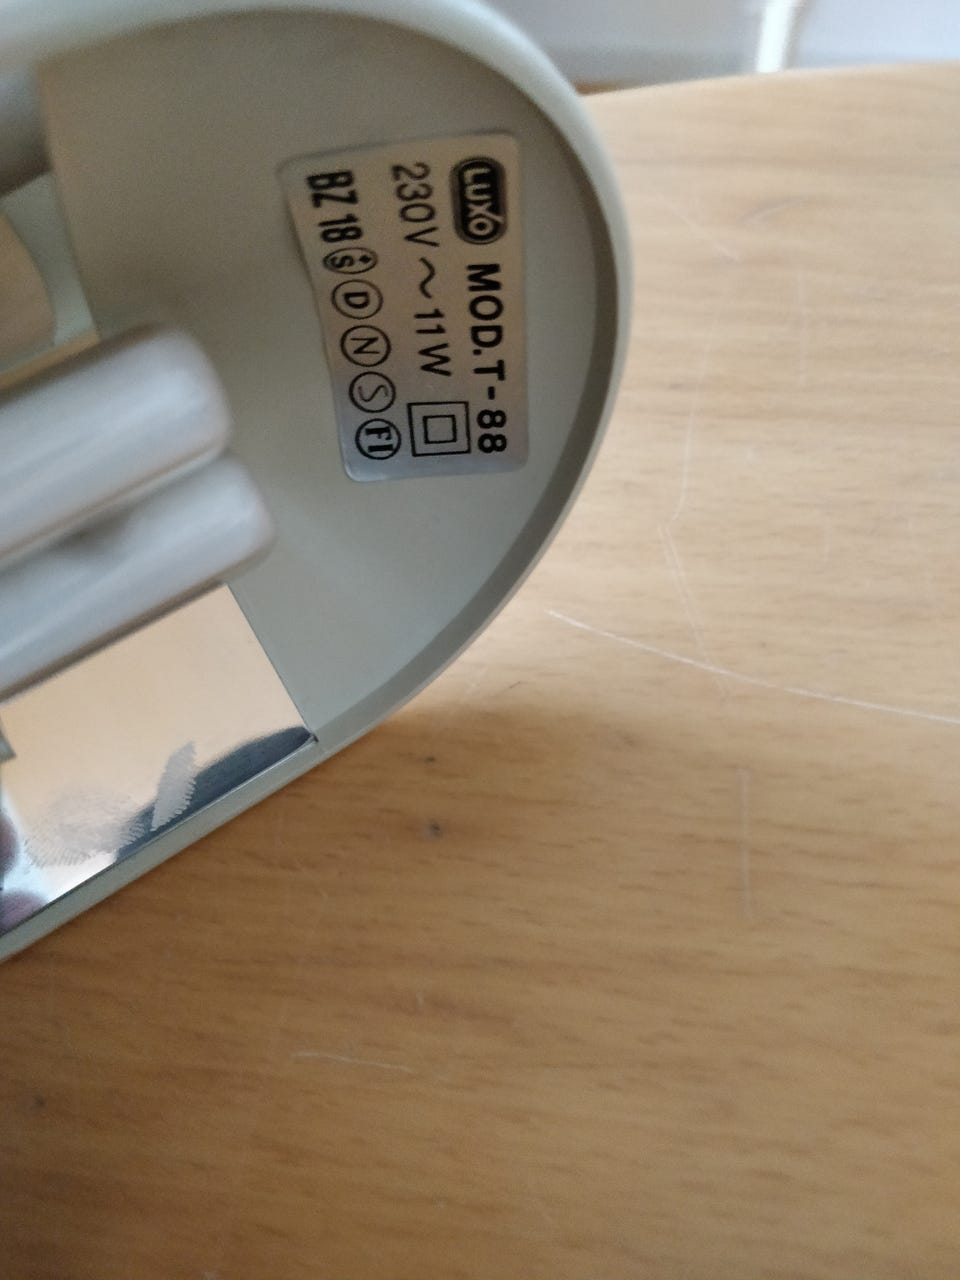 LUXO MOD.T-88
230V ~ 11W
BZ 18 S D N S FI